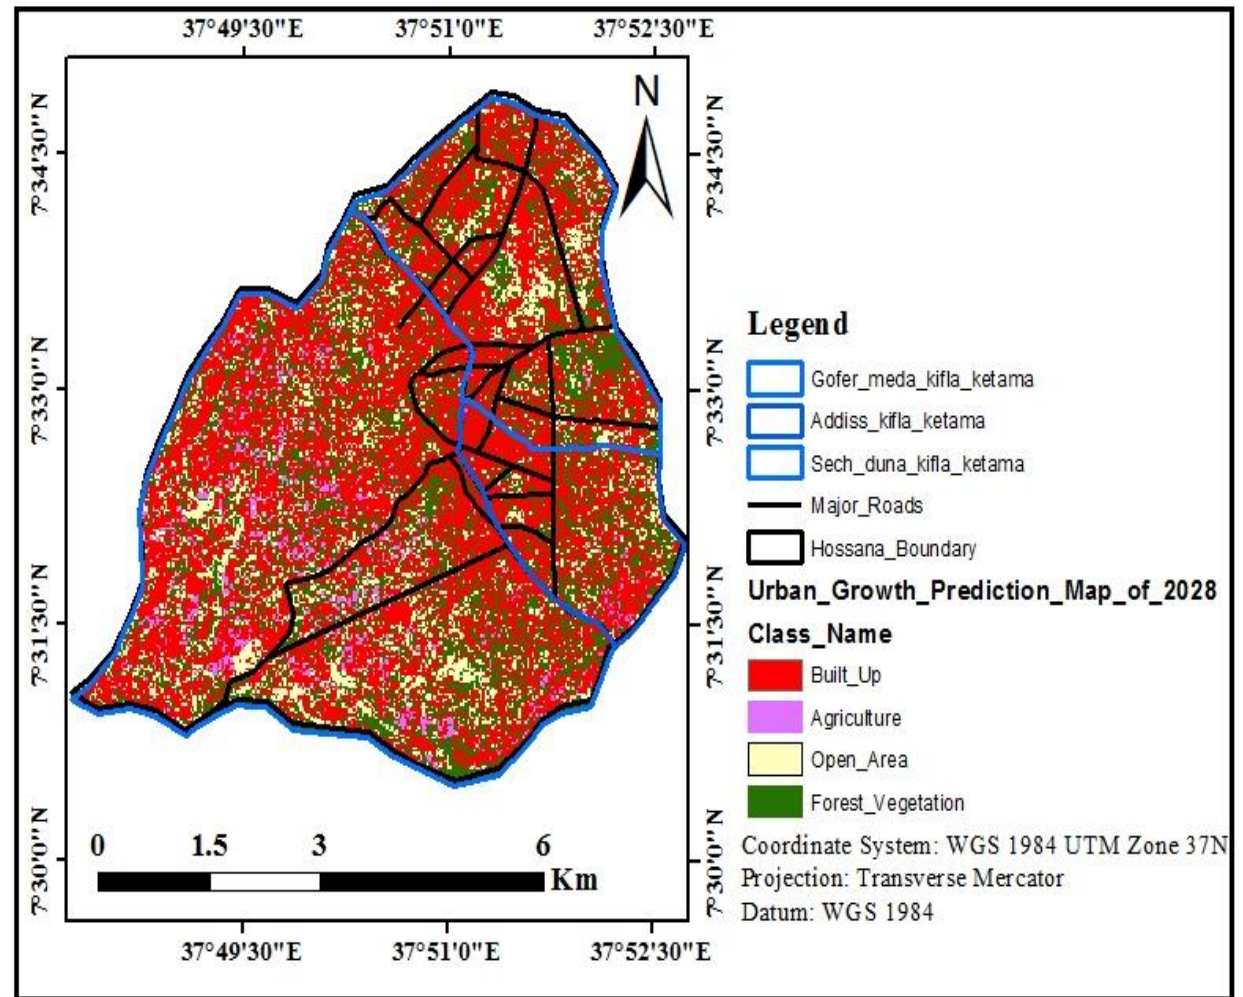 37°49'30"E 37°51'0"E 37°52'30"E
N
7°34'30"N
7°34'30"N
7°33'0"N
7°33'0"N
7°31'30"N
7°31'30"N
7°30'0"N
7°30'0"N
Legend
Gofer_meda_kifla_ketama
Addiss_kifla_ketama
Sech_duna_kifla_ketama
Major_Roads
Hossana_Boundary
Urban_Growth_Prediction_Map_of_2028
Class_Name
Built_Up
Agriculture
Open_Area
Forest_Vegetation
Coordinate System: WGS 1984 UTM Zone 37N
Projection: Transverse Mercator
Datum: WGS 1984
0 1.5 3 6
Km
37°49'30"E 37°51'0"E 37°52'30"E